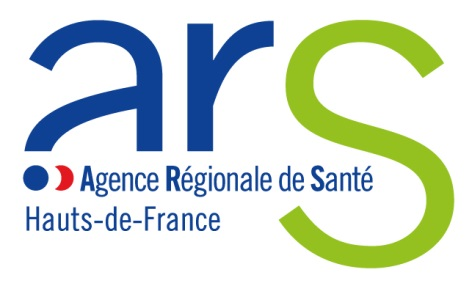 ars
Agence Régionale de Santé
Hauts-de-France